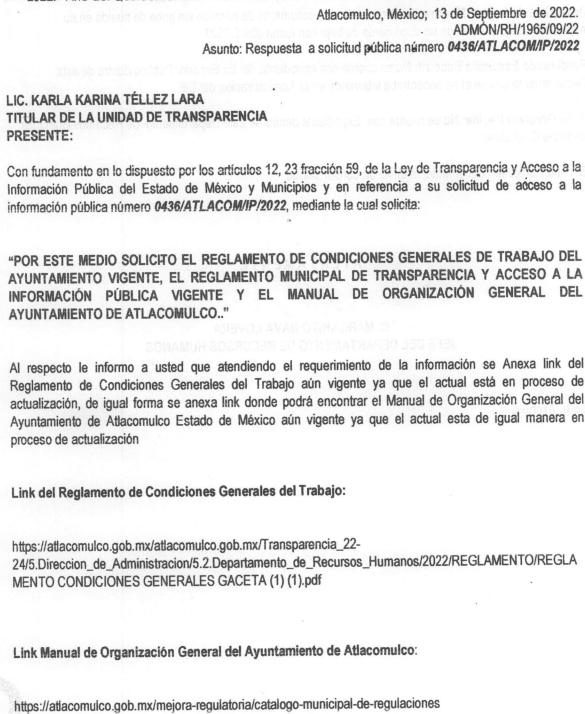 Atlacomulco, México; 13 de Septiembre de 2022.
ADMÓN/RH/1965/09/22
Asunto: Respuesta a solicitud pública número 0436/ATLACOM/IP/2022
LIC. KARLA KARINA TÉLLEZ LARA
TITULAR DE LA UNIDAD DE TRANSPARENCIA
PRESENTE:
Con fundamento en lo dispuesto por los artículos 12, 23 fracción 59, de la Ley de Transparencia y Acceso a la
Información Pública del Estado de México y Municipios y en referencia a su solicitud de acceso a la
información pública número 0436/ATLACOM/IP/2022, mediante la cual solicita:
“POR ESTE MEDIO SOLICITO EL REGLAMENTO DE CONDICIONES GENERALES DE TRABAJO DEL
AYUNTAMIENTO VIGENTE, EL REGLAMENTO MUNICIPAL DE TRANSPARENCIA Y ACCESO A LA
INFORMACIÓN PÚBLICA VIGENTE Y EL MANUAL DE ORGANIZACIÓN GENERAL DEL
AYUNTAMIENTO DE ATLACOMULCO..”
Al respecto le informo a usted que atendiendo el requerimiento de la información se Anexa link del
Reglamento de Condiciones Generales del Trabajo aún vigente ya que el actual está en proceso de
actualización, de igual forma se anexa link donde podrá encontrar el Manual de Organización General del
Ayuntamiento de Atlacomulco Estado de México aún vigente ya que el actual esta de igual manera en
proceso de actualización
Link del Reglamento de Condiciones Generales del Trabajo:
https://atlacomulco.gob.mx/atlacomulco.gob.mx/Transparencia_22-
24/5.Direccion_de_Administracion/5.2.Departamento_de_Recursos_Humanos/2022/REGLAMENTO/REGLA
MENTO CONDICIONES GENERALES GACETA (1) (1).pdf
Link Manual de Organización General del Ayuntamiento de Atlacomulco:
https://atlacomulco.gob.mx/mejora-regulatoria/catalogo-municipal-de-regulaciones